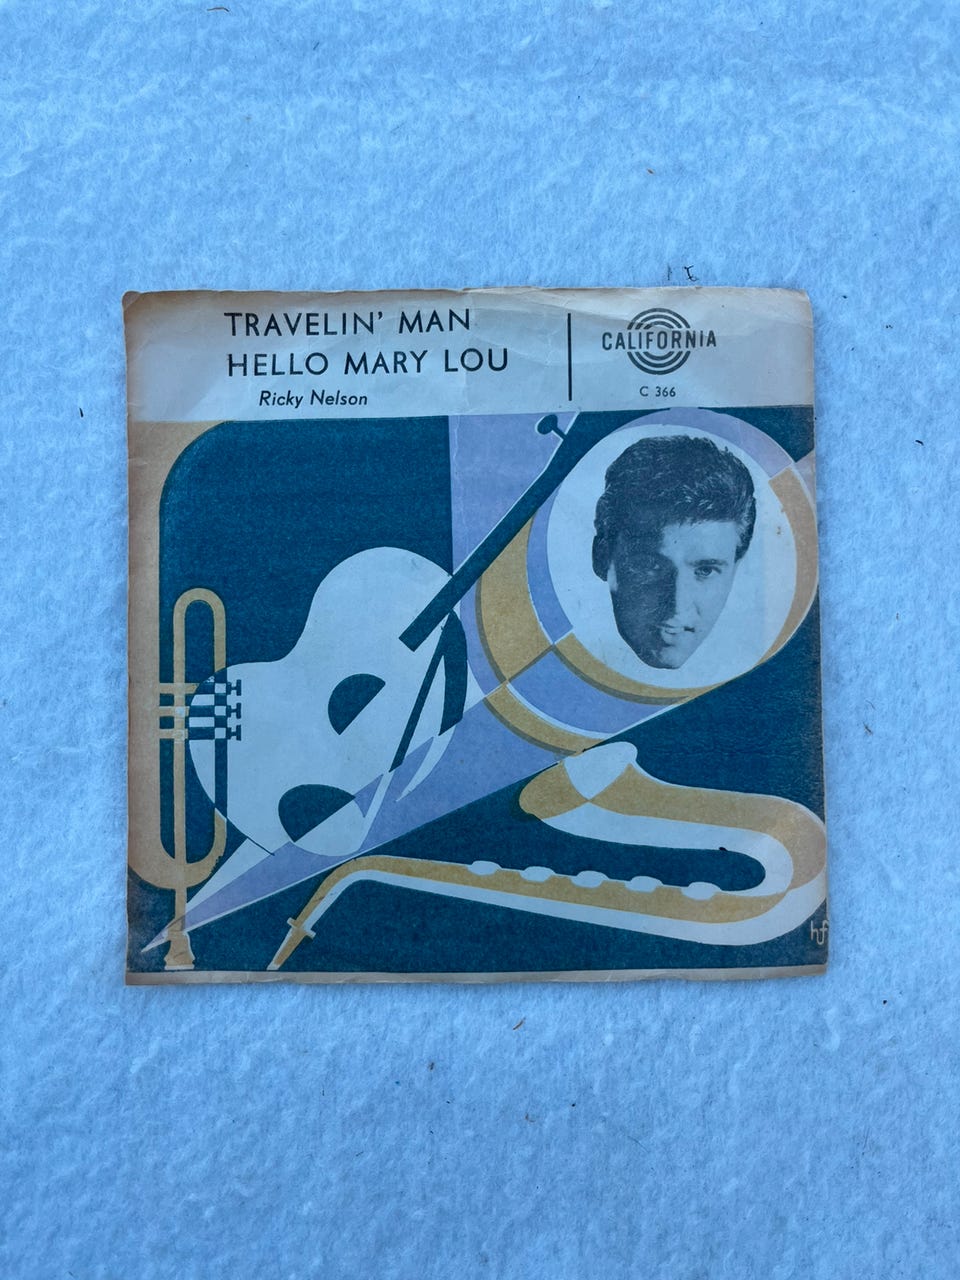 TRAVELIN' MAN
HELLO MARY LOU
Ricky Nelson
CALIFORNIA
C 366
hf